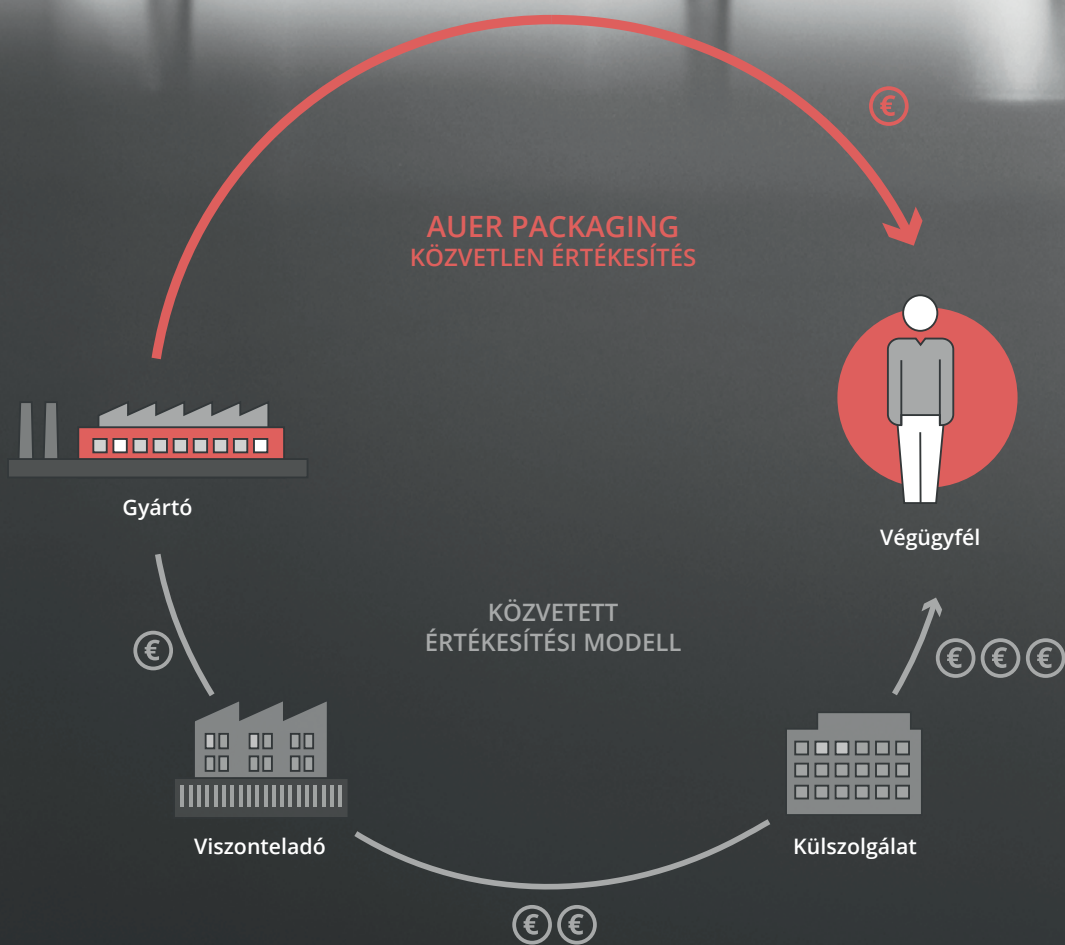 €
AUER PACKAGING
KÖZVETLEN ÉRTÉKESÍTÉS
Gyártó
Végügyfél
KÖZVETETT
ÉRTÉKESÍTÉSI MODELL
€
€ € €
Viszonteladó
Külszolgálat
€ €